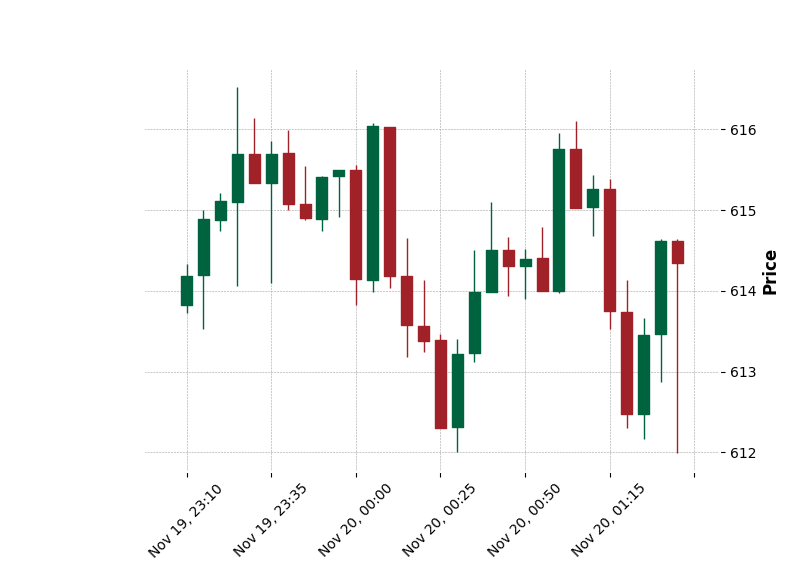 616
615
614
613
612
Price
Nov 19, 23:10
Nov 19, 23:35
Nov 20, 00:00
Nov 20, 00:25
Nov 20, 00:50
Nov 20, 01:15